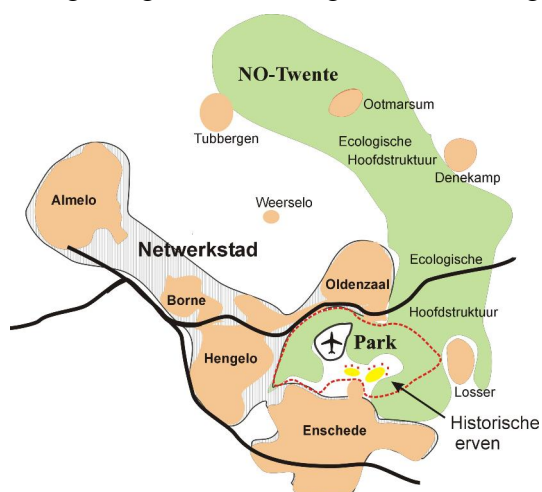 NO-Twente
Ootmarsum
Tubbergen
Ecologische
Hoofdstruktuur
Denekamp
Almelo
Weerselo
Netwerkstad
Ecologische
Oldenzaal
Borne
Hoofdstruktuur
Park
Hengelo
Losser
Historische
erven
Enschede